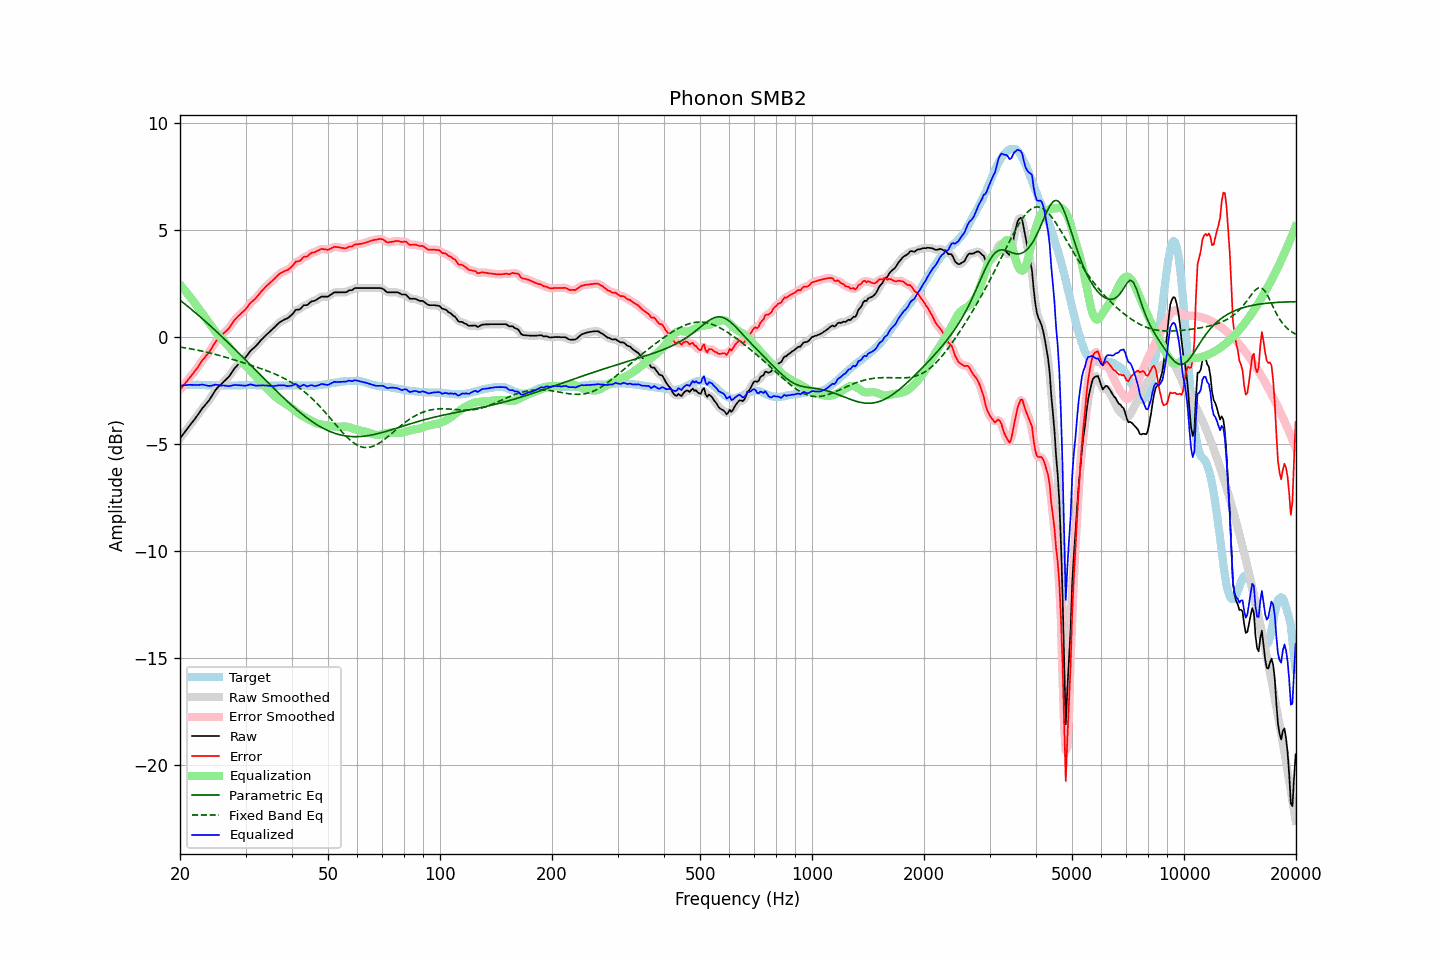 Phonon SMB2
10
5
0
−5
−10
−15
−20
Amplitude (dBr)
Target
Raw Smoothed
Error Smoothed
Raw
Error
Equalization
Parametric Eq
Fixed Band Eq
Equalized
20 50 100 200 500 1000 2000 5000 10000 20000
Frequency (Hz)